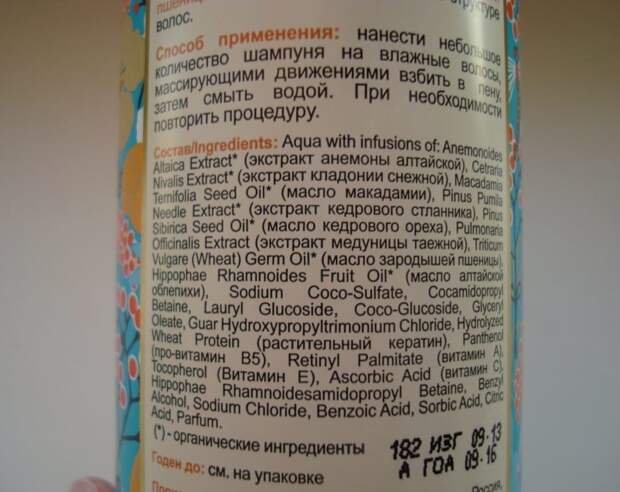 пшениц
структуре
волос.
Способ применения: нанести небольшое
количество шампуня на влажные волосы,
массирующими движениями взбить в пену,
затем смыть водой. При необходимости
повторить процедуру.
Состав/Ingredients: Aqua with infusions of: Anemonoides
Altaica Extract* (экстракт анемоны алтайской), Cetraria
Nivalis Extract* (экстракт кладонии снежной), Macadamia
Ternifolia Seed Oil* (масло макадамии), Pinus Pumila
Needle Extract* (экстракт кедрового стланника), Pinus
Sibirica Seed Oil* (масло кедрового ореха), Pulmonaria
Officinalis Extract (экстракт медуницы таежной), Triticum
Vulgare (Wheat) Germ Oil* (масло зародышей пшеницы),
Hippophae Rhamnoides Fruit Oil* (масло алтайской
облепихи), Sodium Coco-Sulfate, Cocamidopropyl
Betaine, Lauryl Glucoside, Coco-Glucoside, Glyceryl
Oleate, Guar Hydroxypropyltrimonium Chloride, Hydrolyzed
Wheat Protein (растительный кератин), Panthenol
(про-витамин B5), Retinyl Palmitate (витамин A),
Tocopherol (Витамин E), Ascorbic Acid (витамин C),
Hippophae Rhamnoidesamidopropyl Betaine, Benzyl
Alcohol, Sodium Chloride, Benzoic Acid, Sorbic Acid, Citric
Acid, Parfum.
(*) - органические ингредиенты
182 ИЗГ 09·13
А ГОА 09·16
Годен до: см. на упаковке
Россия,